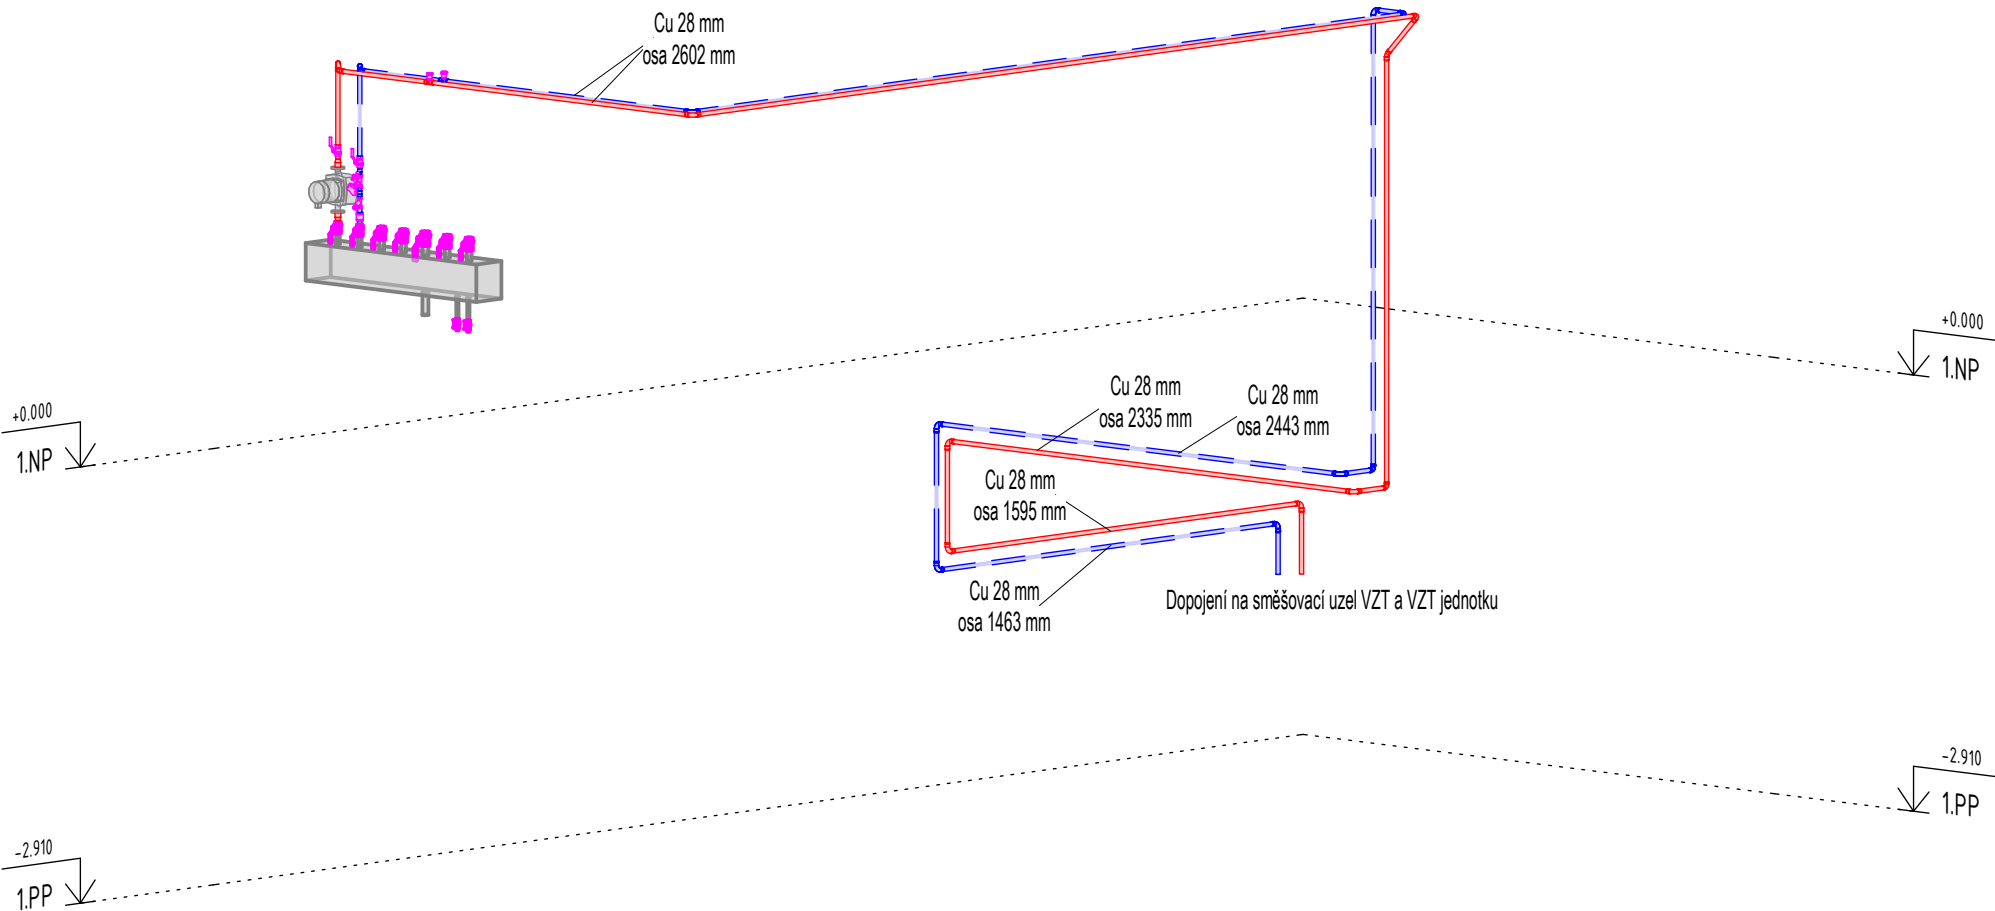 Cu 28 mm
osa 2602 mm
+0.000
1.NP
+0.000
1.NP
Cu 28 mm
osa 2335 mm
Cu 28 mm
osa 2443 mm
Cu 28 mm
osa 1595 mm
Cu 28 mm
osa 1463 mm
Dopojení na směšovací uzel VZT a VZT jednotku
-2.910
1.PP
-2.910
1.PP